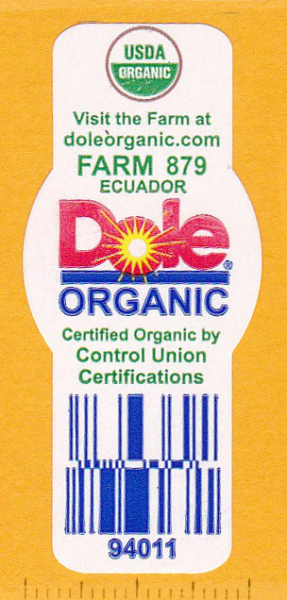 USDA
ORGANIC
Visit the Farm at
doleorganic.com
FARM 879
ECUADOR
Dole®
ORGANIC
Certified Organic by
Control Union
Certifications
94011